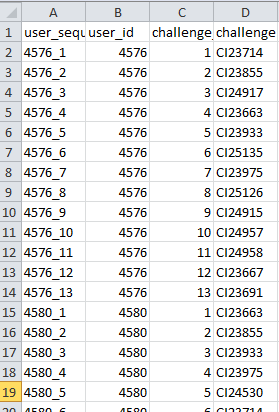 A B C D
1 user_sequ user_id challenge challenge
2 4576_1 4576 1 CI23714
3 4576_2 4576 2 CI23855
4 4576_3 4576 3 CI24917
5 4576_4 4576 4 CI23663
6 4576_5 4576 5 CI23933
7 4576_6 4576 6 CI25135
8 4576_7 4576 7 CI23975
9 4576_8 4576 8 CI25126
10 4576_9 4576 9 CI24915
11 4576_10 4576 10 CI24957
12 4576_11 4576 11 CI24958
13 4576_12 4576 12 CI23667
14 4576_13 4576 13 CI23691
15 4580_1 4580 1 CI23663
16 4580_2 4580 2 CI23855
17 4580_3 4580 3 CI23933
18 4580_4 4580 4 CI23975
19 4580_5 4580 5 CI24530
20 4580_6 4580 6 CI23714